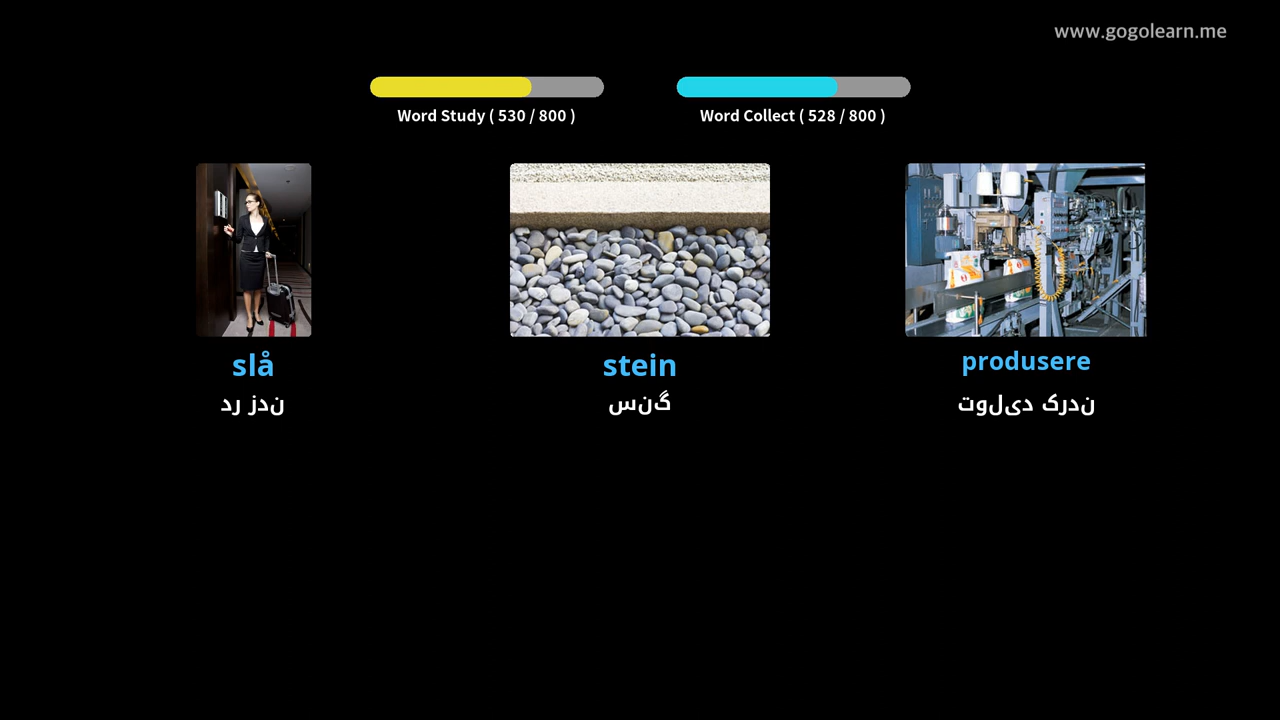 www.gogolearn.me
Word Study ( 530 / 800 )
Word Collect ( 528 / 800 )
slå
ندز رد
stein
گنس
produsere
ندرک دیلوت